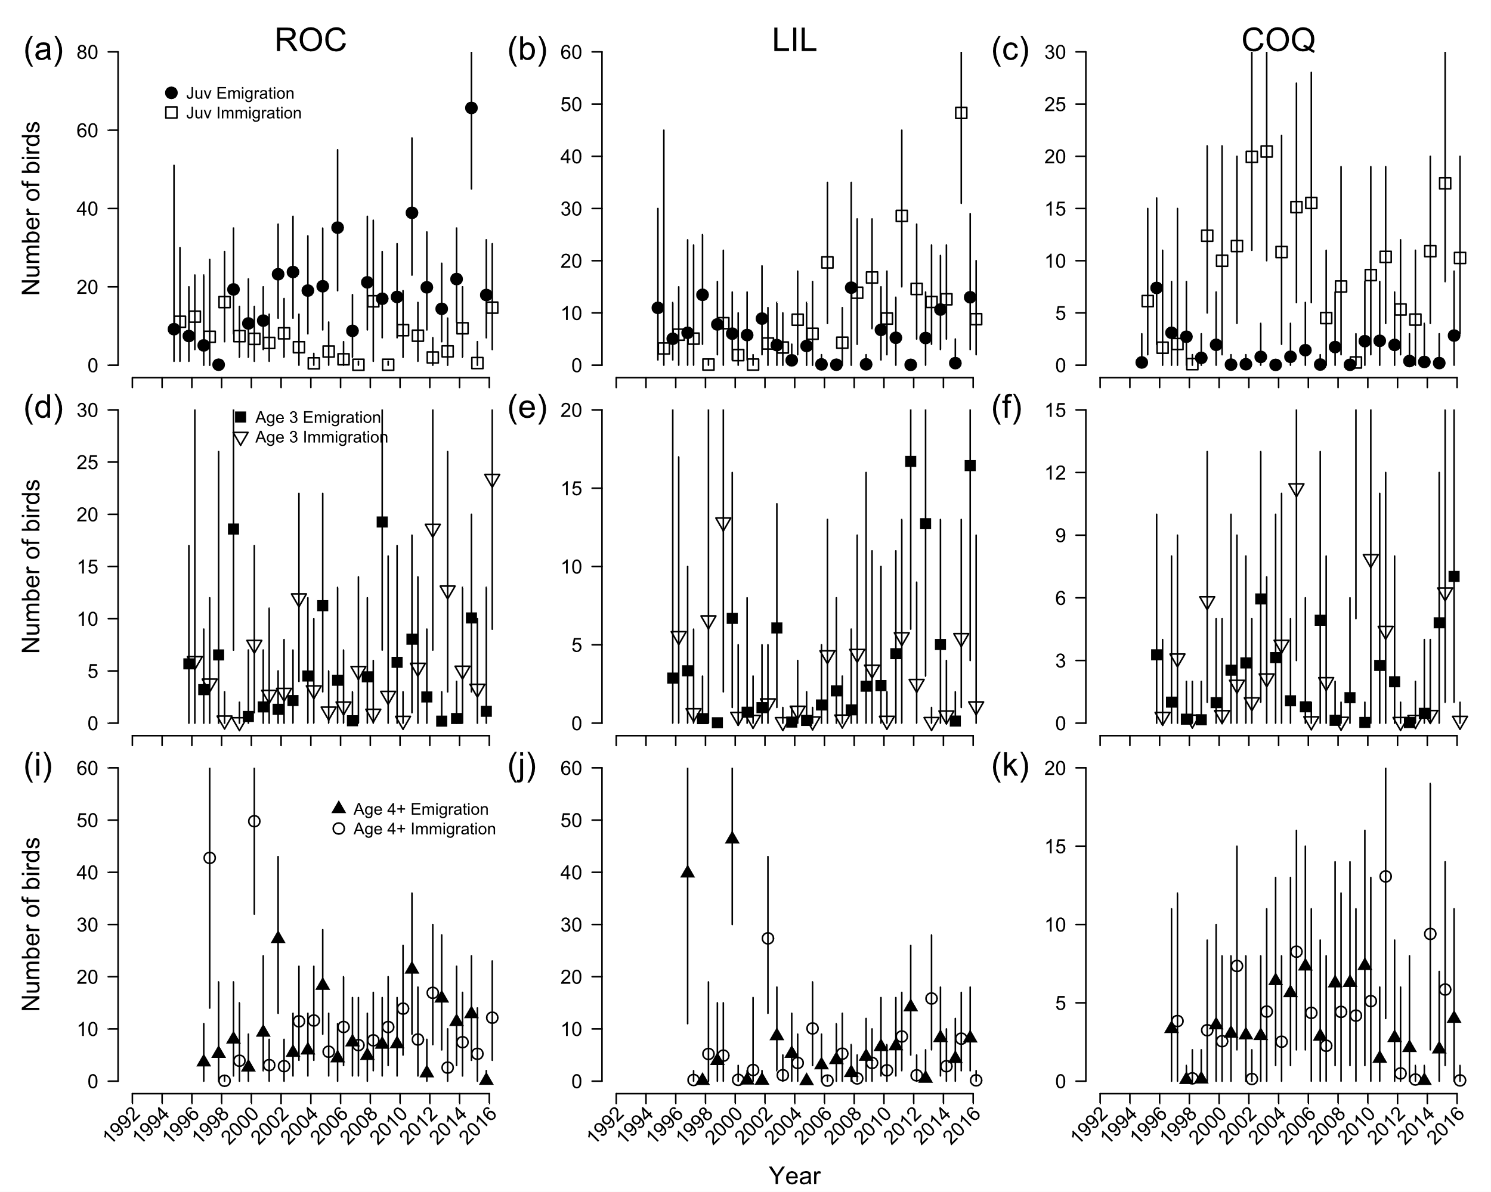 ROC
LIL
COQ
(a)
(b)
(c)
Number of birds
80
60
40
20
0
Juv Emigration
Juv Immigration
60
50
40
30
20
10
0
30
25
20
15
10
5
0
(d)
(e)
(f)
Number of birds
30
25
20
15
10
5
0
Age 3 Emigration
Age 3 Immigration
20
15
10
5
0
15
12
9
6
3
0
(i)
(j)
(k)
Number of birds
60
50
40
30
20
10
0
Age 4+ Emigration
Age 4+ Immigration
60
50
40
30
20
10
0
20
15
10
5
0
1992 1994 1996 1998 2000 2002 2004 2006 2008 2010 2012 2014 2016
1992 1994 1996 1998 2000 2002 2004 2006 2008 2010 2012 2014 2016
1992 1994 1996 1998 2000 2002 2004 2006 2008 2010 2012 2014 2016
Year